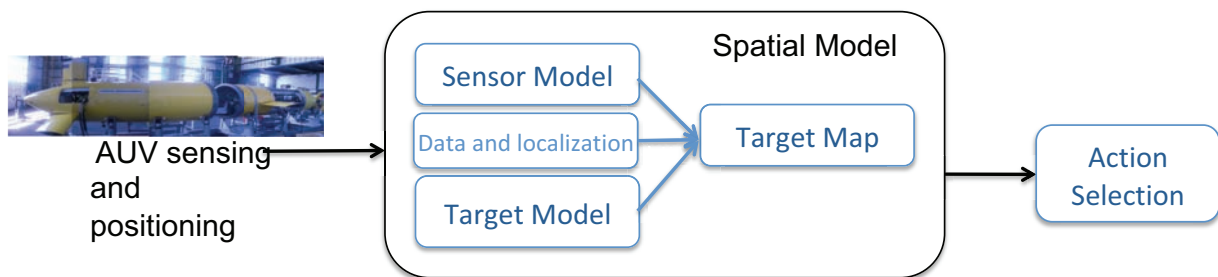 AUV sensing
and
positioning
Spatial Model
Sensor Model
Data and localization
Target Model
Target Map
Action
Selection